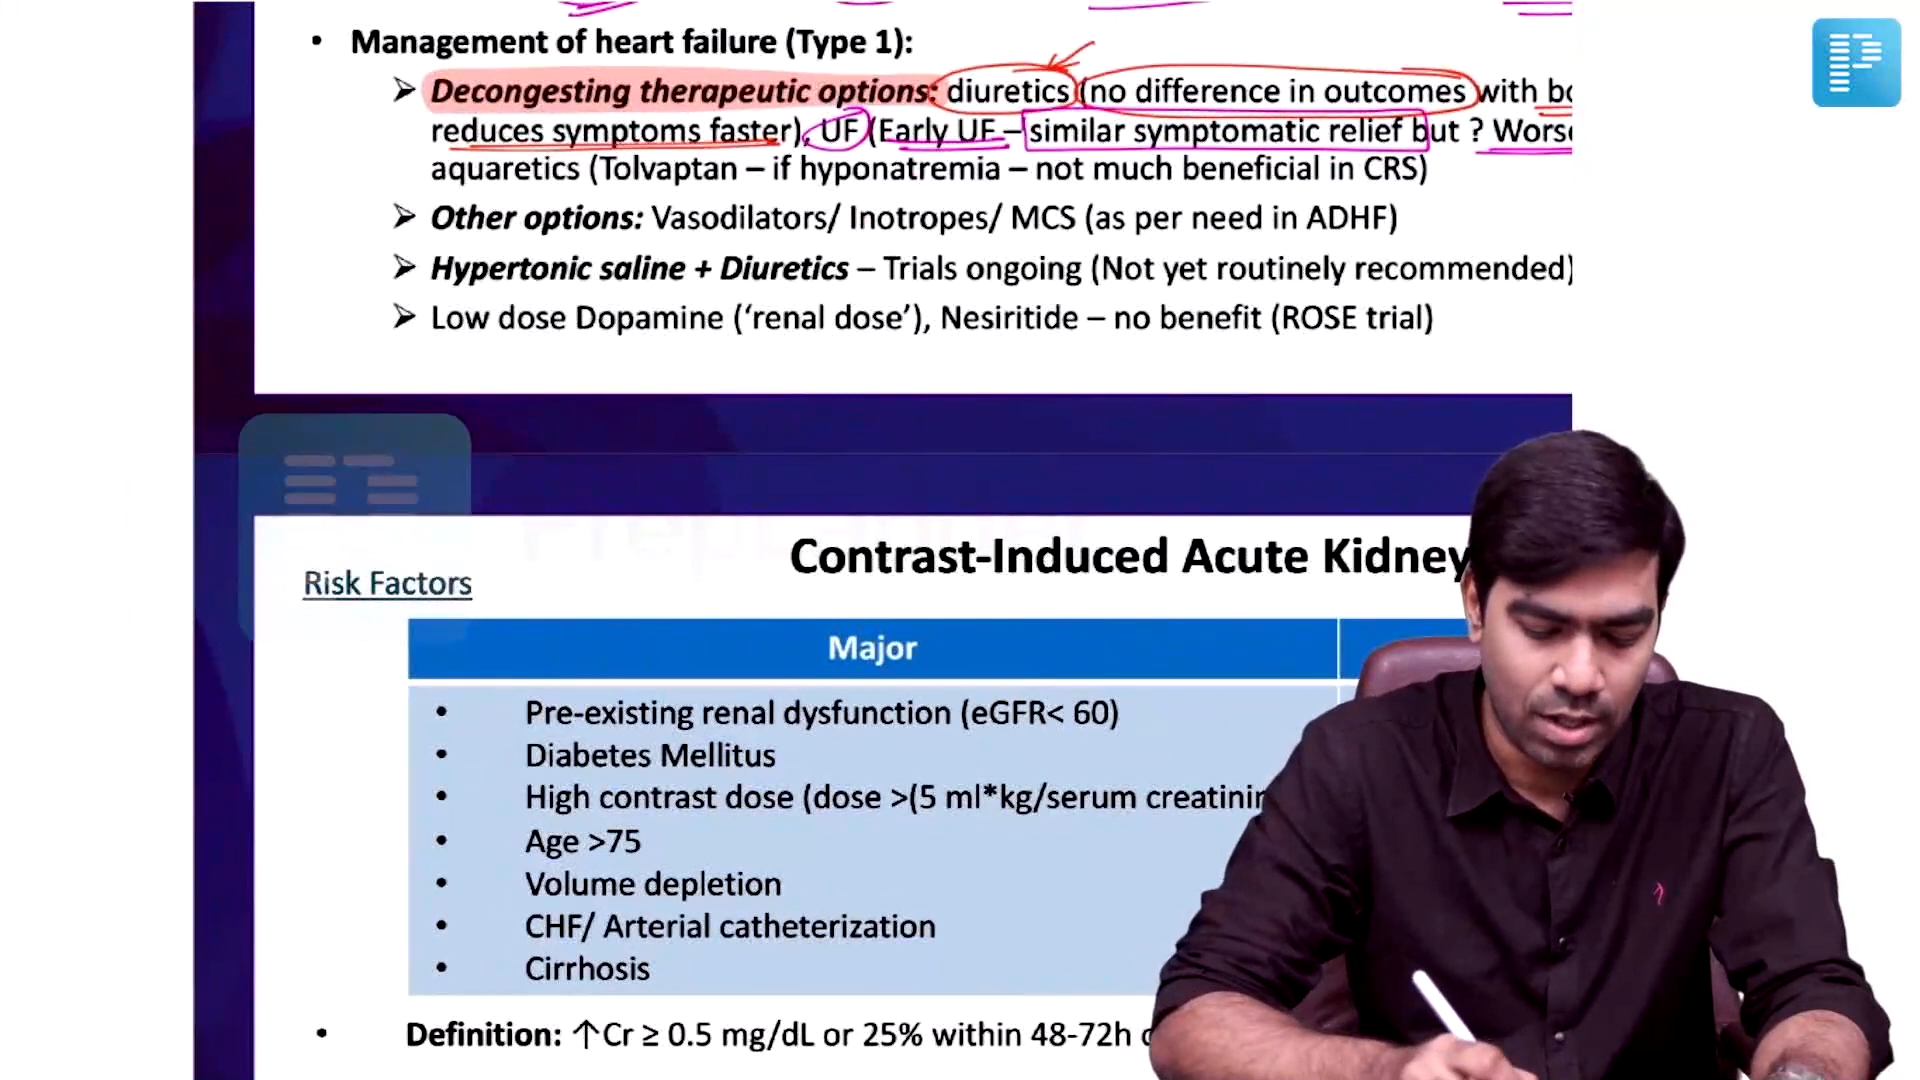 • Management of heart failure (Type 1):
➢ Decongesting therapeutic options: diuretics (no difference in outcomes with
reduces symptoms faster), UF (Early UF – similar symptomatic relief but ?
aquaretics (Tolvaptan – if hyponatremia – not much beneficial in CRS)
➢ Other options: Vasodilators/ Inotropes/ MCS (as per need in ADHF)
➢ Hypertonic saline + Diuretics – Trials ongoing (Not yet routinely recommended)
➢ Low dose Dopamine (‘renal dose’), Nesiritide – no benefit (ROSE trial)
Contrast-Induced Acute Kidney
Risk Factors
Major
• Pre-existing renal dysfunction (eGFR< 60)
• Diabetes Mellitus
• High contrast dose (dose >(5 ml*kg/serum
• Age >75
• Volume depletion
• CHF/ Arterial catheterization
• Cirrhosis
• Definition: ↑Cr ≥ 0.5 mg/dL or 25% within 48-72h